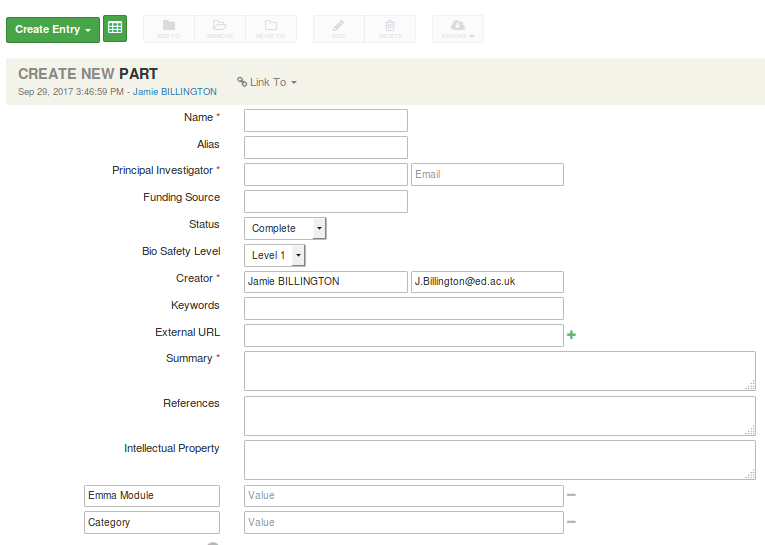 Create Entry
ADD TO REMOVE MOVE TO EDIT DELETE EXPORT
CREATE NEW PART
Link To
Sep 29, 2017 3:46:59 PM - Jamie BILLINGTON
Name *
Alias
Principal Investigator * Email
Funding Source
Status Complete
Bio Safety Level Level 1
Creator * Jamie BILLINGTON J.Billington@ed.ac.uk
Keywords
External URL
Summary *
References
Intellectual Property
Emma Module Value
Category Value